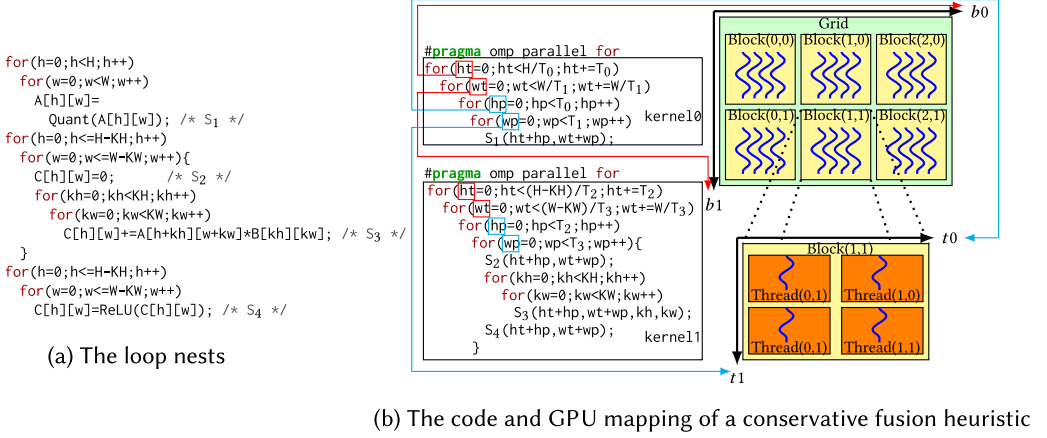 for(h=0;h<H;h++)
for(w=0;w<W;w++)
A[h][w]=
Quant(A[h][w]); /* S1 */
for(h=0;h<=H-KH;h++)
for(w=0;w<=W-KW;w++){
C[h][w]=0; /* S2 */
for(kh=0;kh<KH;kh++)
for(kw=0;kw<KW;kw++)
C[h][w]+=A[h+kh][w+kw]*B[kh][kw]; /* S3 */
}
for(h=0;h<=H-KH;h++)
for(w=0;w<=W-KW;w++)
C[h][w]=ReLU(C[h][w]); /* S4 */
(a) The loop nests
#pragma omp parallel for
for(ht=0;ht<H/T0;ht+=T0)
for(wt=0;wt<W/T1;wt+=W/T1)
for(hp=0;hp<T0;hp++)
for(wp=0;wp<T1;wp++)
kernel0
S1(ht+hp,wt+wp);
#pragma omp parallel for
for(ht=0;ht<(H-KH)/T2;ht+=T2)
for(wt=0;wt<(W-KW)/T3;wt+=W/T3)
for(hp=0;hp<T2;hp++)
for(wp=0;wp<T3;wp++){
S2(ht+hp,wt+wp);
for(kh=0;kh<KH;kh++)
for(kw=0;kw<KW;kw++)
S3(ht+hp,wt+wp,kh,kw);
S4(ht+hp,wt+wp);
kernel1
}
b0
Grid
Block(0,0) Block(1,0) Block(2,0)
Block(0,1) Block(1,1) Block(2,1)
b1
t0
Block(1,1)
Thread(0,1) Thread(1,0)
Thread(0,1) Thread(1,1)
t1
(b) The code and GPU mapping of a conservative fusion heuristic